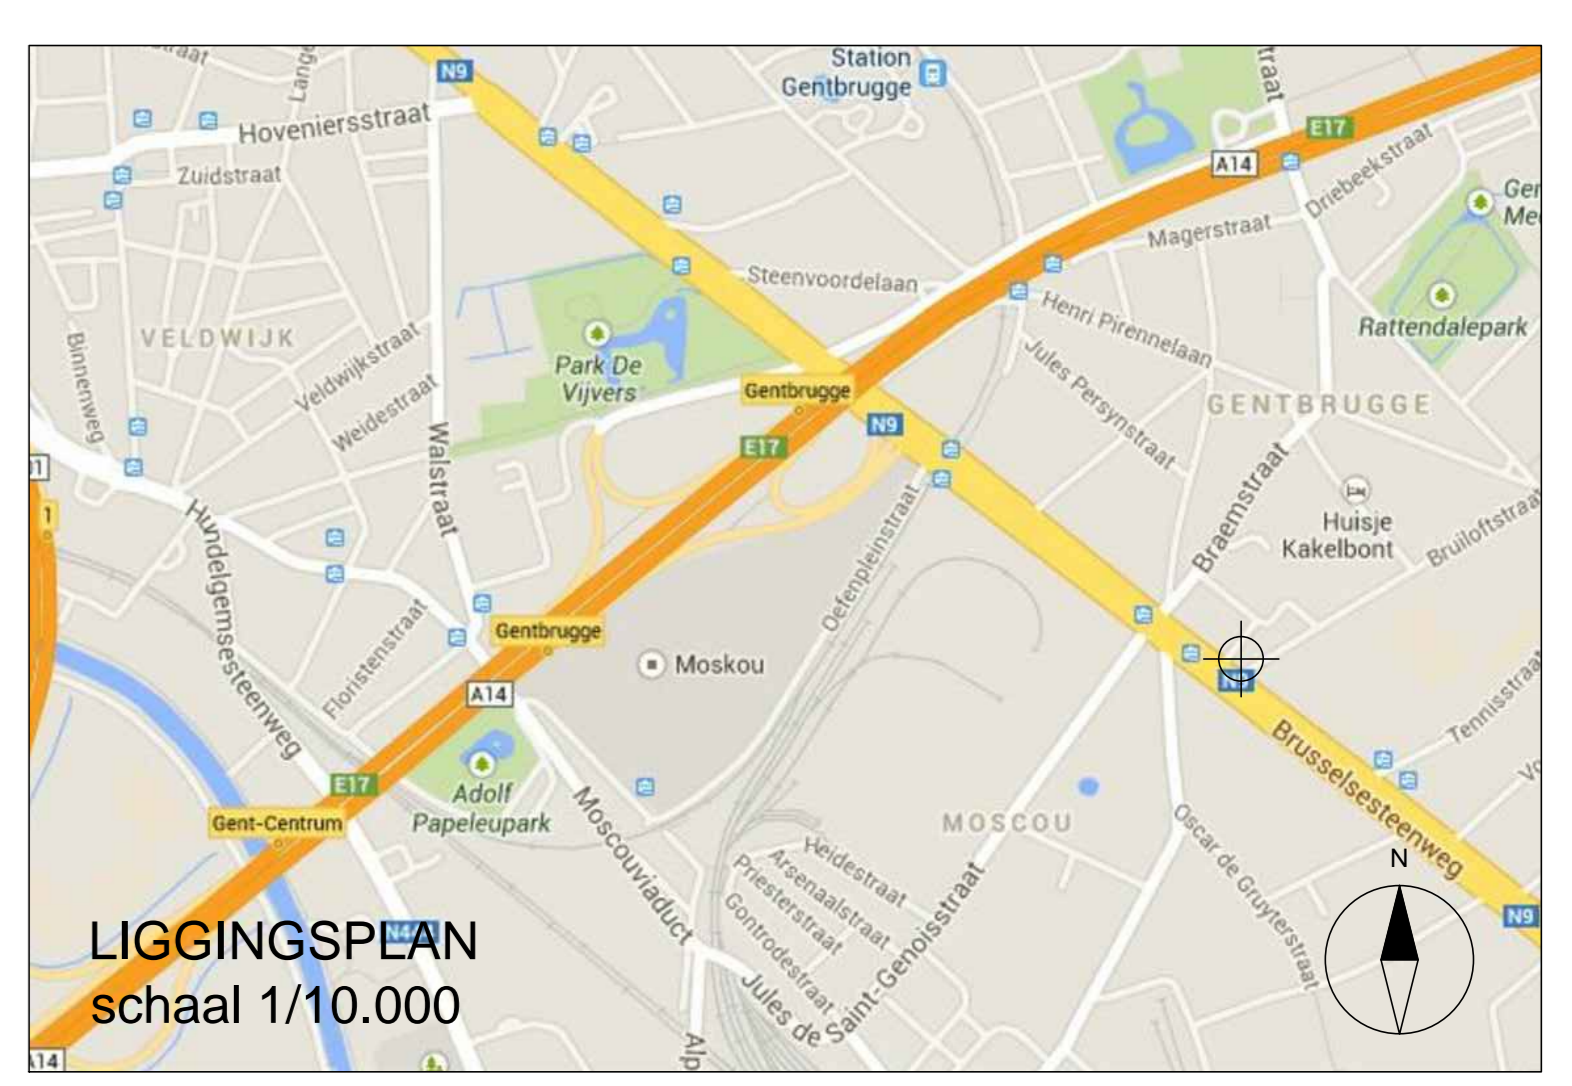 Station
Gentbrugge
N9
Hoveniersstraat
Zuidstraat
E17
A14
Driebeekstraat
Magerstraat
Steenvoordelaan
Henri Pirennelaan
Rattendalepark
VELDWIJK
Binnenweg
Veldwijkstraat
Weidestraat
Park De
Vijvers
Gentbrugge
Jules Persynstraat
GENTBRUGGE
N9
E17
Walstraat
Braemstraat
Huisje
Kakelbont
Bruiloftstraat
1
Hundelgemsesteenweg
Oefenpleinstraat
Floristenstraat
Gentbrugge
Moskou
A14
Tennisstraat
Brusselsesteenweg
E17
Gent-Centrum
Adolf
Papeleupark
Moscouviaduct
MOSCOU
Oscar de Gruyterstraat
Heidestraat
Arsenaalstraat
Priesterstraat
Gontrodestraat
Jules de Saint-Genoisstraat
N
N9
LIGGINGSPLAN
schaal 1/10.000
A14